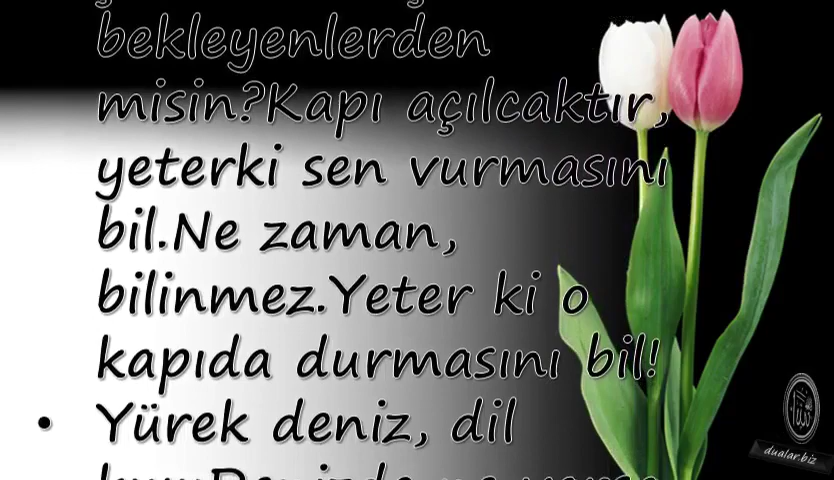 bekleyenlerden
misin?Kapı açılcaktır,
yeterki sen vurmasını
bil.Ne zaman,
bilinmez.Yeter ki o
kapıda durmasını bil!
• Yürek deniz, dil
dualar.biz